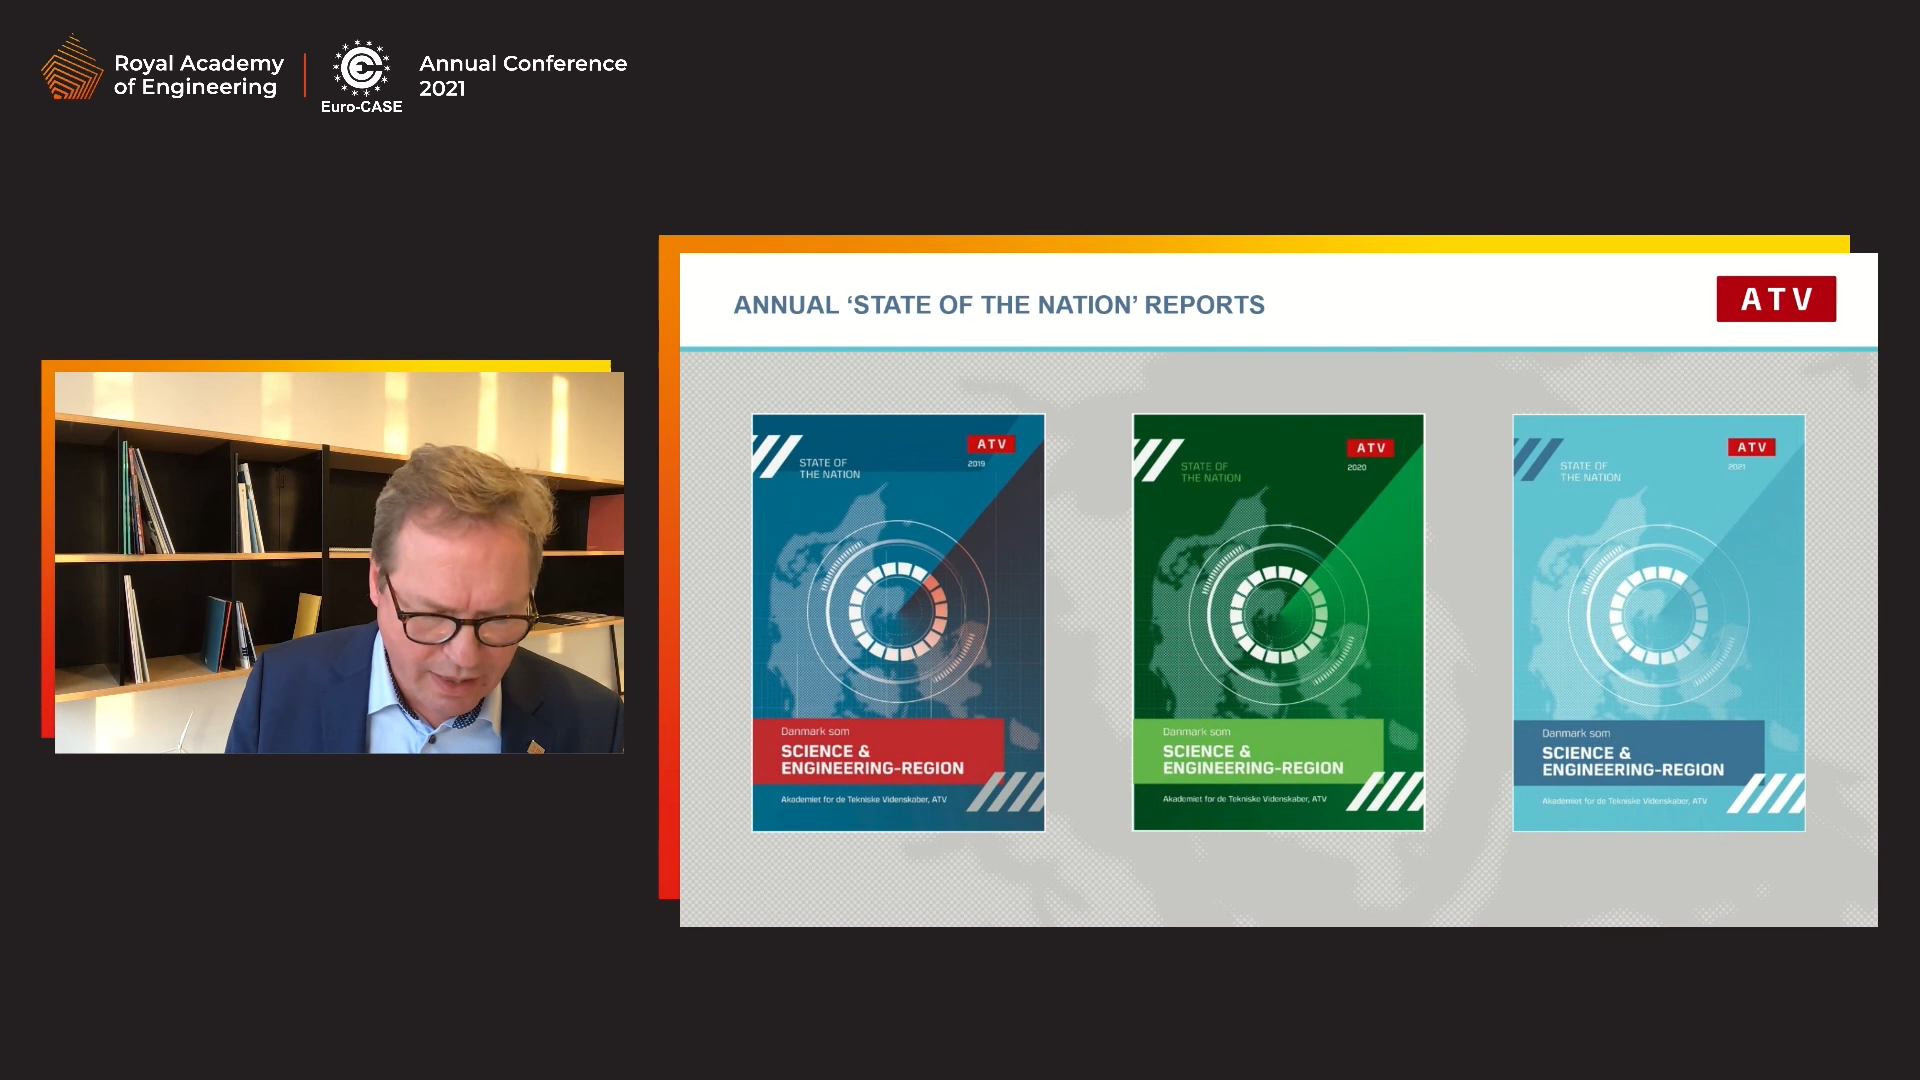 Royal Academy
of Engineering
Euro-CASE
Annual Conference
2021
ANNUAL ‘STATE OF THE NATION’ REPORTS
ATV
STATE OF
THE NATION
ATV
2019
Danmark som
SCIENCE &
ENGINEERING-REGION
Akademiet for de Tekniske Videnskaber, ATV
STATE OF
THE NATION
ATV
2020
Danmark som
SCIENCE &
ENGINEERING-REGION
Akademiet for de Tekniske Videnskaber, ATV
STATE OF
THE NATION
ATV
2021
Danmark som
SCIENCE &
ENGINEERING-REGION
Akademiet for de Tekniske Videnskaber, ATV